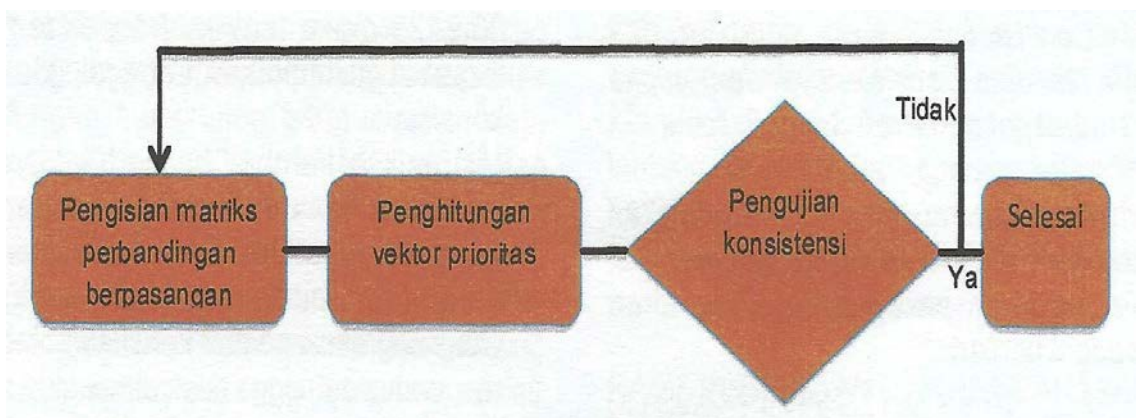 Tidak
Pengisian matriks
perbandingan
berpasangan
Penghitungan
vektor prioritas
Pengujian
konsistensi
Ya
Selesai